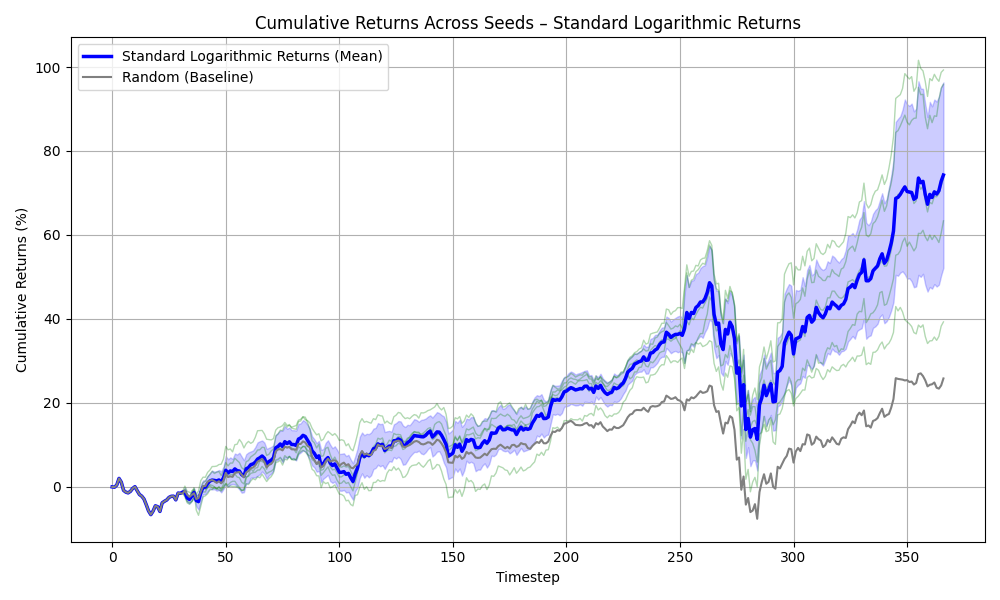 Cumulative Returns Across Seeds – Standard Logarithmic Returns
Standard Logarithmic Returns (Mean)
Random (Baseline)
Cumulative Returns (%)
100
80
60
40
20
0
0 50 100 150 200 250 300 350
Timestep